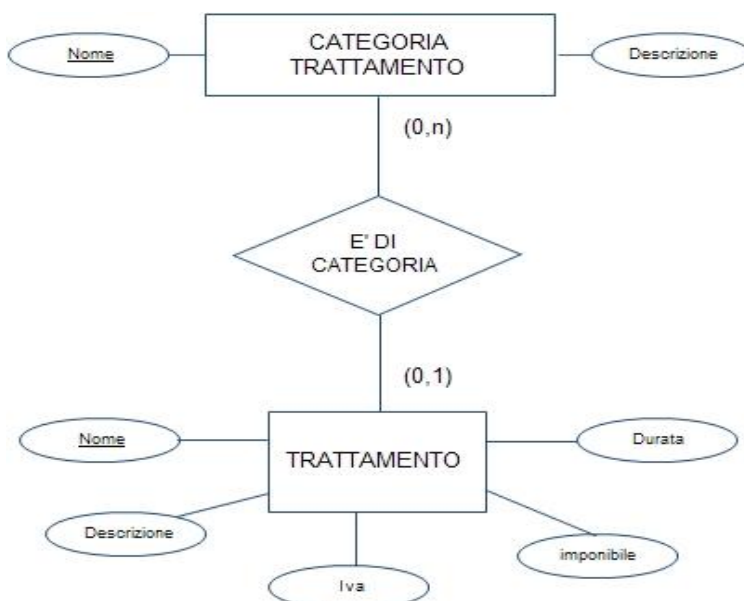 CATEGORIA
TRATTAMENTO
Nome
Descrizione
(0,n)
E' DI
CATEGORIA
(0,1)
Nome
TRATTAMENTO
Durata
Descrizione
imponibile
Iva